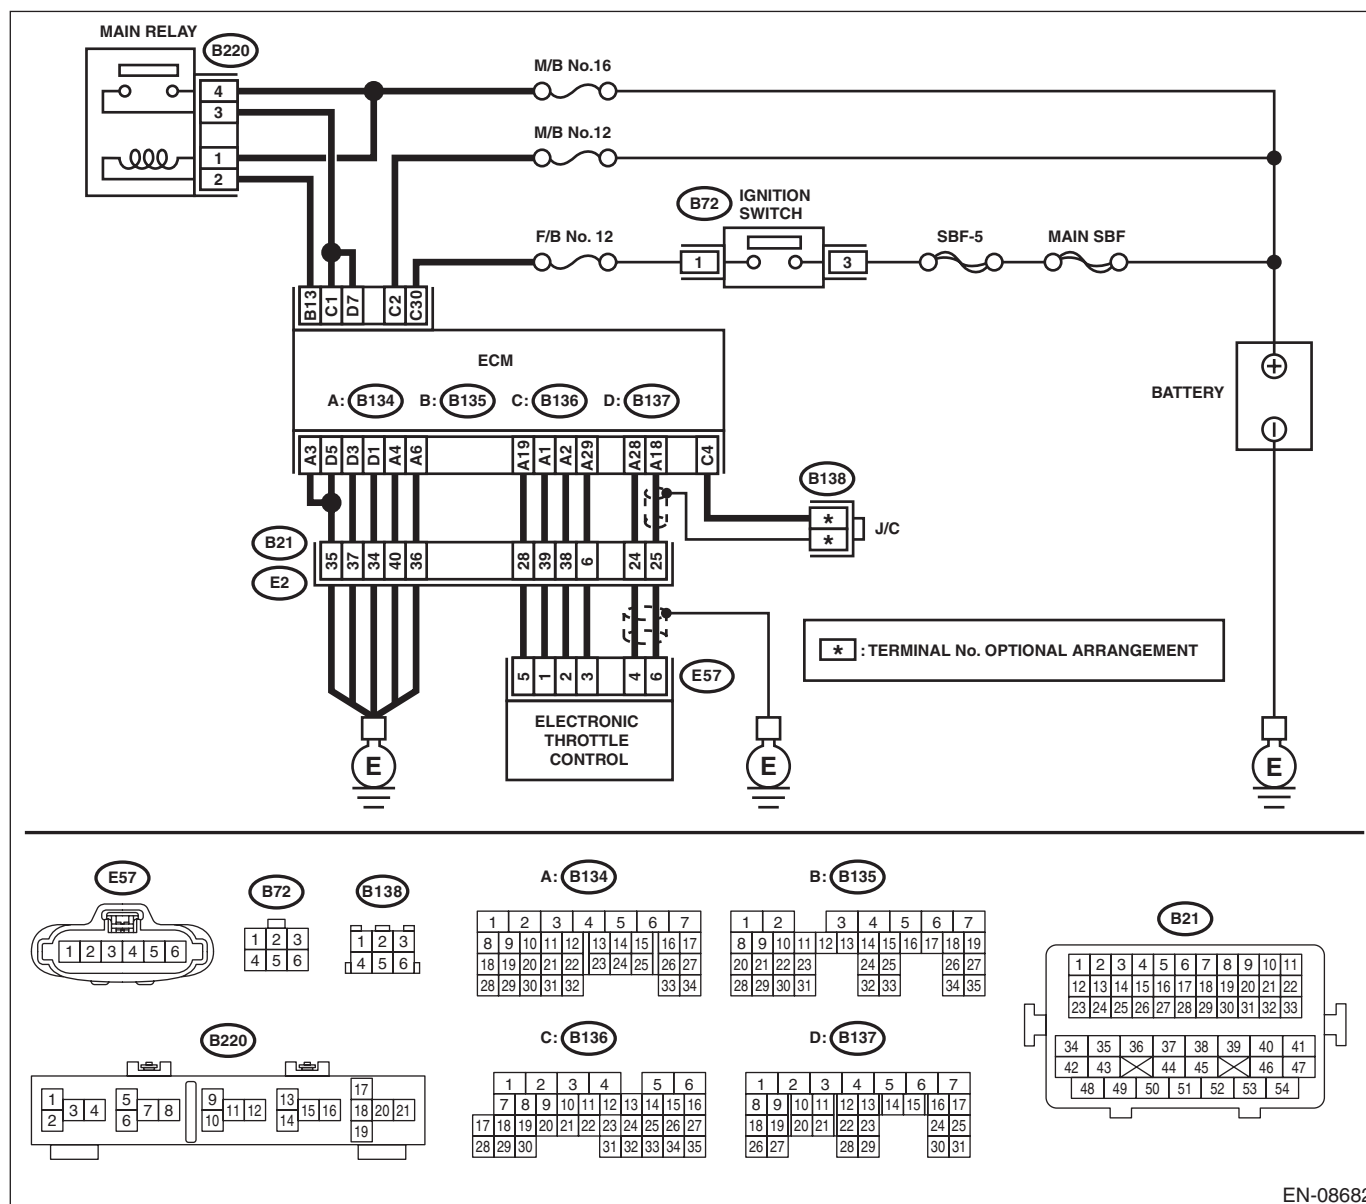 MAIN RELAY
B220
4
3
1
2
M/B No.16
M/B No.12
B72
IGNITION
SWITCH
F/B No. 12
1
3
SBF-5
MAIN SBF
B13
C1
D7
C2
C30
ECM
A: B134 B: B135 C: B136 D: B137
BATTERY
A3
D5
D3
D1
A4
A6
A19
A1
A2
A29
A28
A18
C4
B138
*
*
J/C
B21
E2
35
37
34
40
36
28
39
38
6
24
25
* : TERMINAL No. OPTIONAL ARRANGEMENT
5
1
2
3
4
6
E57
ELECTRONIC
THROTTLE
CONTROL
E
E
E
E57
1 2 3 4 5 6
B72
1 2 3
4 5 6
B138
1 2 3
4 5 6
A: B134
1 2 3 4 5 6 7
8 9 10 11 12 13 14 15 16 17
18 19 20 21 22 23 24 25 26 27
28 29 30 31 32 33 34
B: B135
1 2 3 4 5 6 7
8 9 10 11 12 13 14 15 16 17 18 19
20 21 22 23 24 25 26 27
28 29 30 31 32 33 34 35
B21
1 2 3 4 5 6 7 8 9 10 11
12 13 14 15 16 17 18 19 20 21 22
23 24 25 26 27 28 29 30 31 32 33
34 35 36 37 38 39 40 41
42 43 44 45 46 47
48 49 50 51 52 53 54
B220
1 2 3 4
5 6 7 8
9 10 11 12
13 14 15 16
17 18 19 20 21
C: B136
1 2 3 4 5 6
7 8 9 10 11 12 13 14 15 16
17 18 19 20 21 22 23 24 25 26 27
28 29 30 31 32 33 34 35
D: B137
1 2 3 4 5 6 7
8 9 10 11 12 13 14 15 16 17
18 19 20 21 22 23 24 25
26 27 28 29 30 31
EN-08682